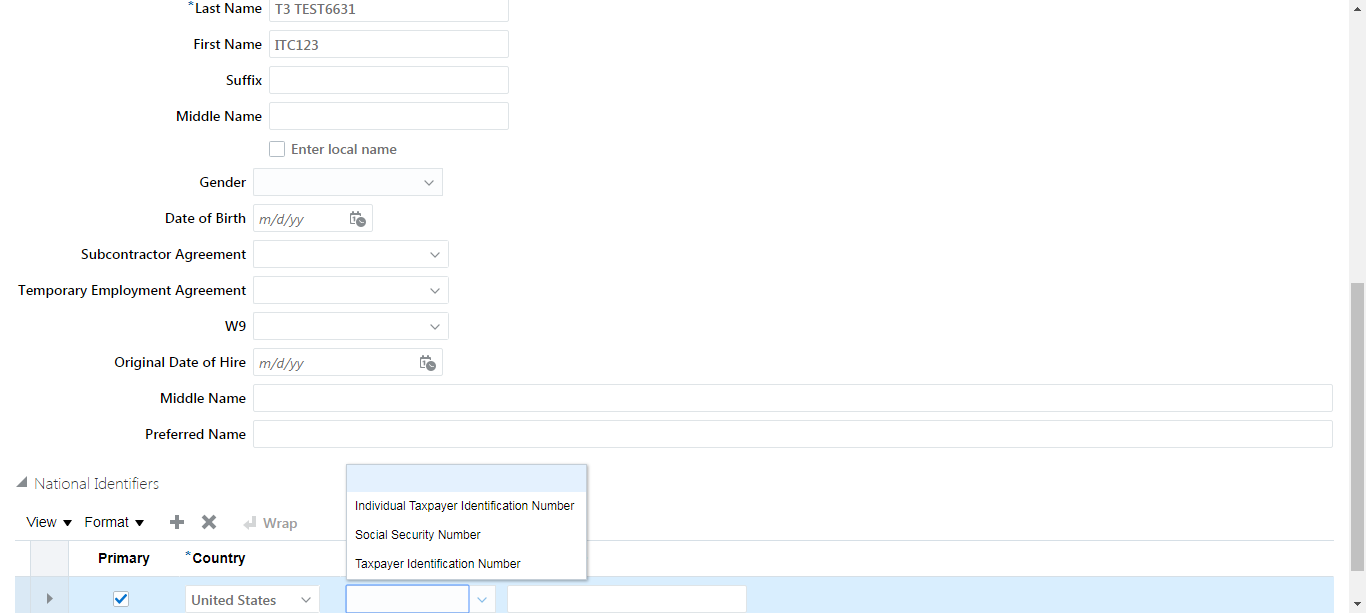 *Last Name T3 TEST6631
First Name ITC123
Suffix
Middle Name
Enter local name
Gender
Date of Birth m/d/yy
Subcontractor Agreement
Temporary Employment Agreement
W9
Original Date of Hire m/d/yy
Middle Name
Preferred Name
National Identifiers
View Format Wrap
Individual Taxpayer Identification Number
Social Security Number
Taxpayer Identification Number
Primary *Country
United States